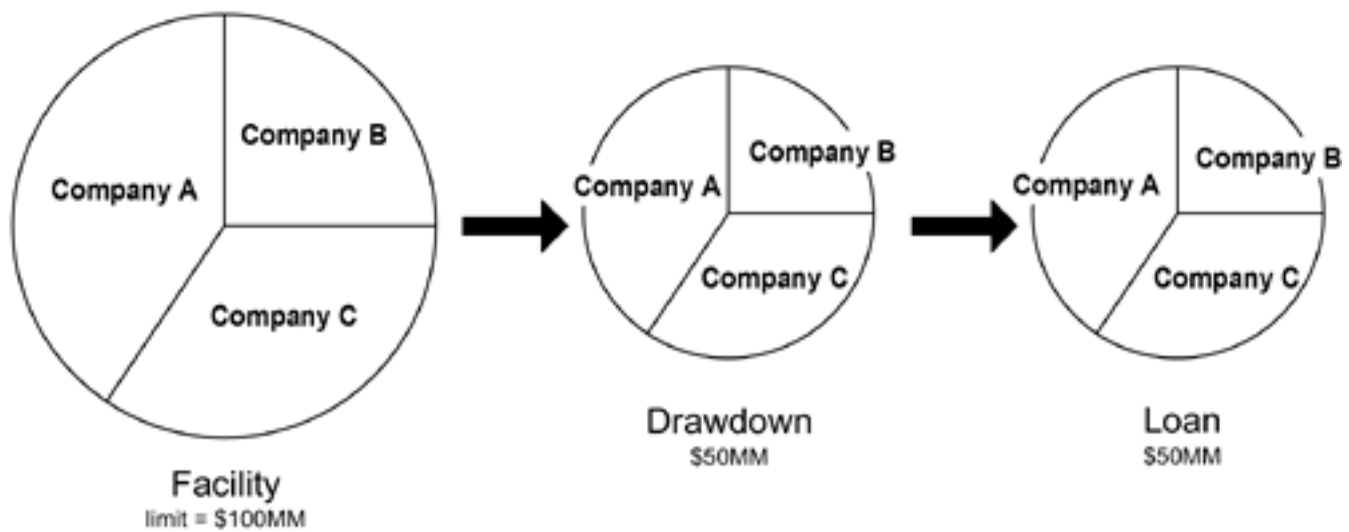 Company A
Company B
Company C
Facility
limit = $100MM
Company A
Company B
Company C
Drawdown
$50MM
Company A
Company B
Company C
Loan
$50MM